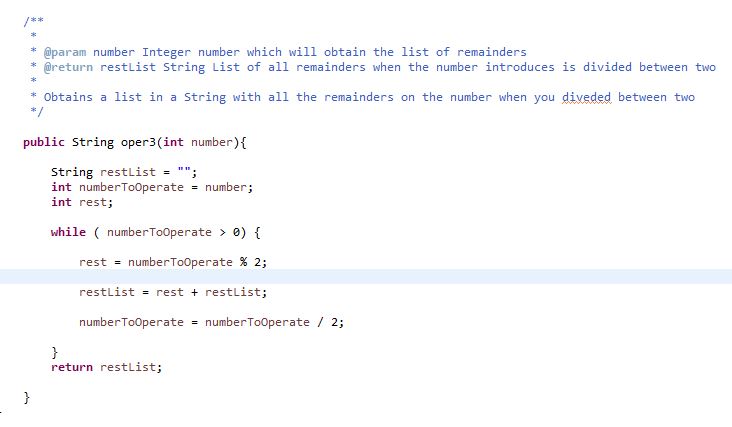 /**
*
* @param number Integer number which will obtain the list of remainders
* @return restList String List of all remainders when the number introduces is divided between two
*
* Obtains a list in a String with all the remainders on the number when you diveded between two
*/
public String oper3(int number){
String restList = "";
int numberToOperate = number;
int rest;
while ( numberToOperate > 0) {
rest = numberToOperate % 2;
restList = rest + restList;
numberToOperate = numberToOperate / 2;
}
return restList;
}